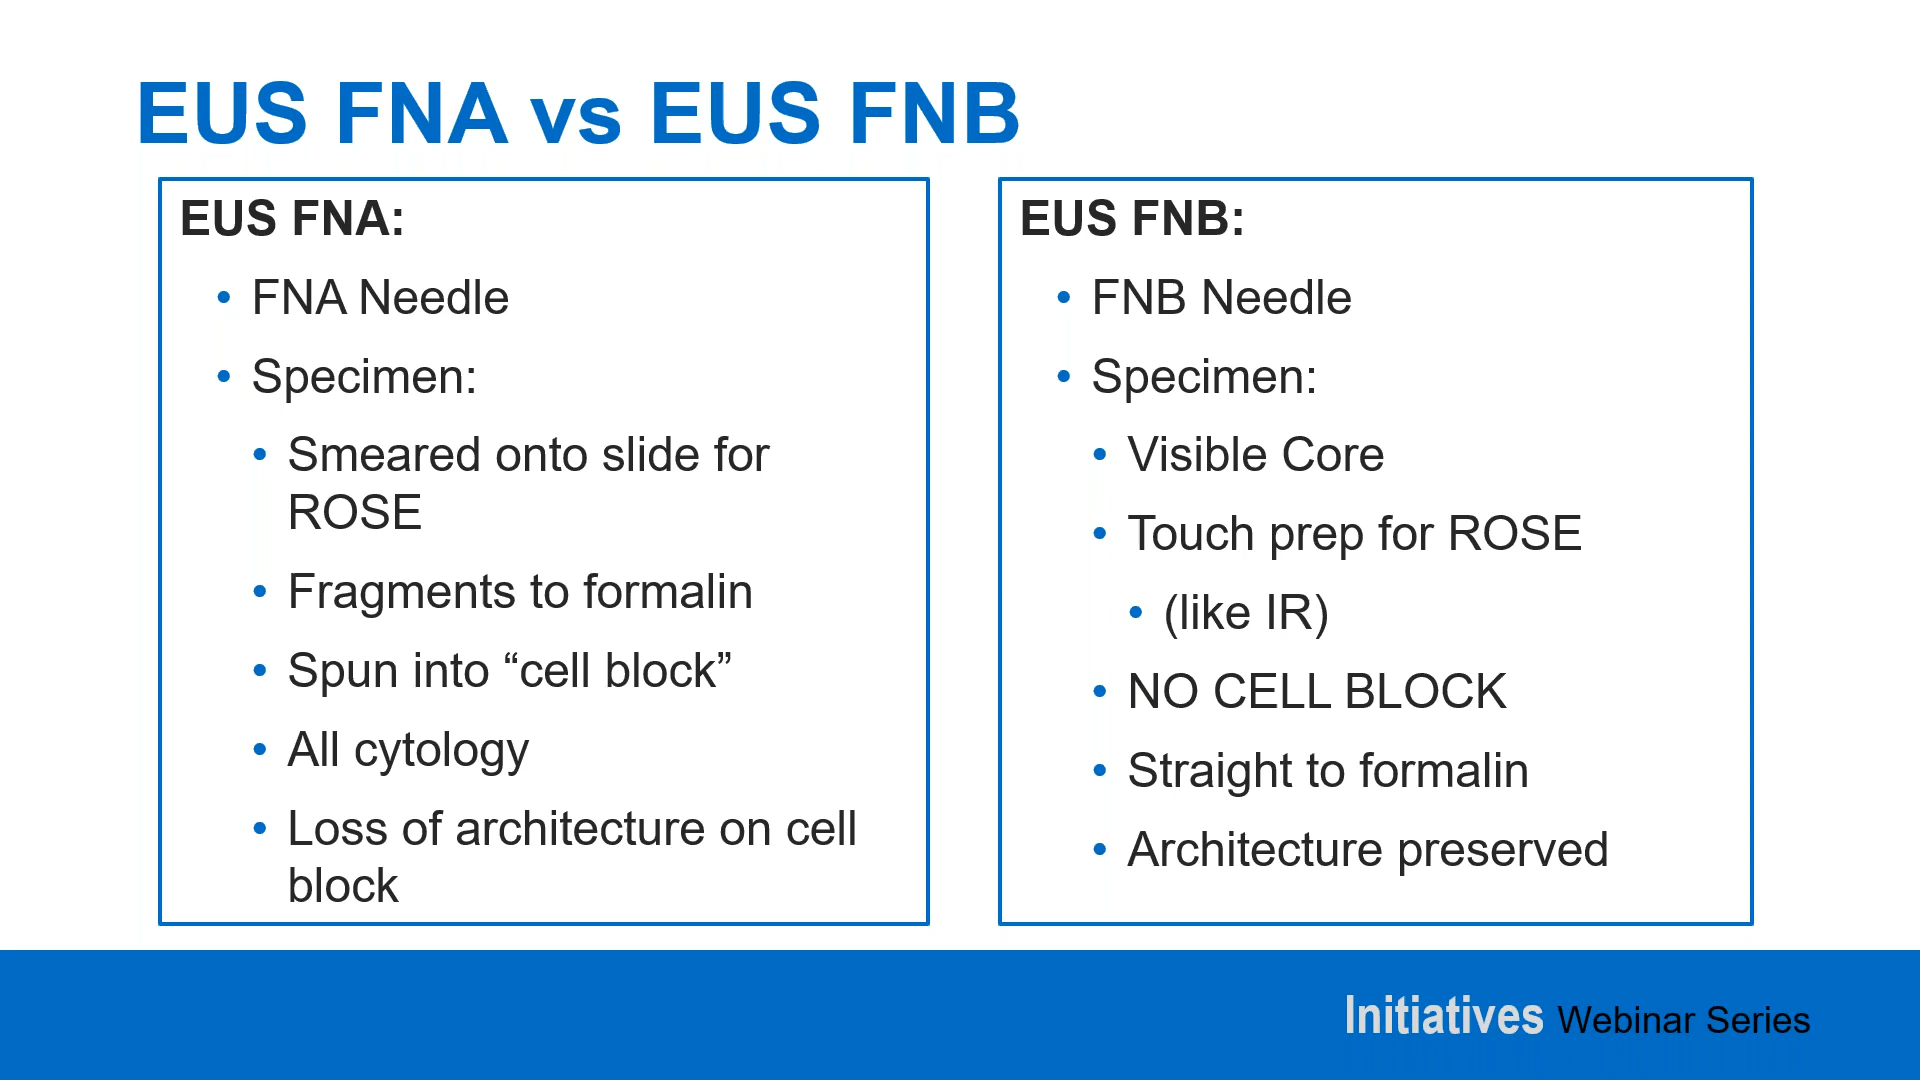 EUS FNA vs EUS FNB
EUS FNA:
• FNA Needle
• Specimen:
• Smeared onto slide for
ROSE
• Fragments to formalin
• Spun into “cell block”
• All cytology
• Loss of architecture on cell
block
EUS FNB:
• FNB Needle
• Specimen:
• Visible Core
• Touch prep for ROSE
• (like IR)
• NO CELL BLOCK
• Straight to formalin
• Architecture preserved
Initiatives Webinar Series